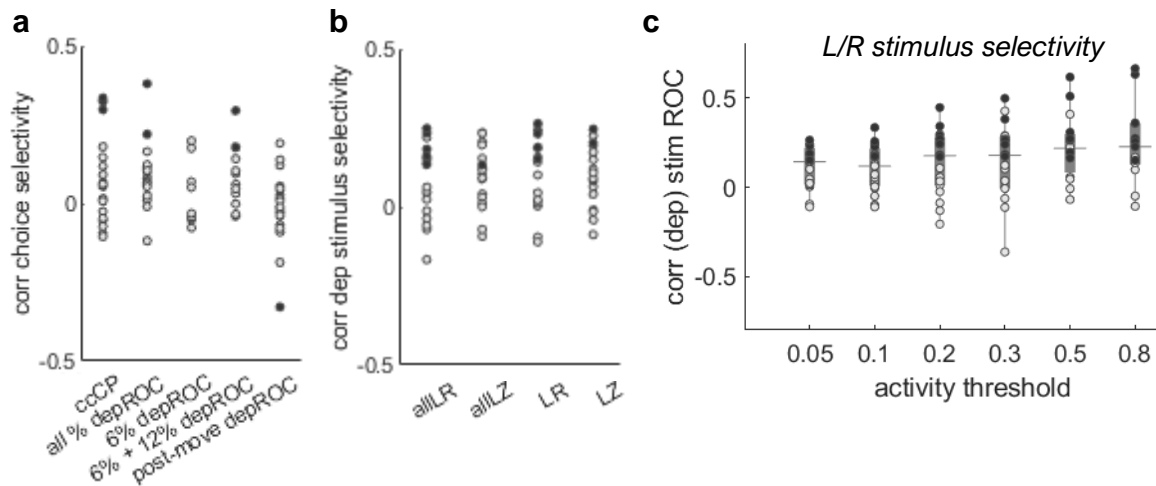 a
corr choice selectivity
0.5
0
-0.5
ccCP
all % depROC
6% depROC
6% + 12% depROC
post-move depROC
b
corr dep stimulus selectivity
0.5
0
-0.5
allLR
allLZ
LR
LZ
c
L/R stimulus selectivity
corr (dep) stim ROC
0.5
0
-0.5
0.05 0.1 0.2 0.3 0.5 0.8
activity threshold